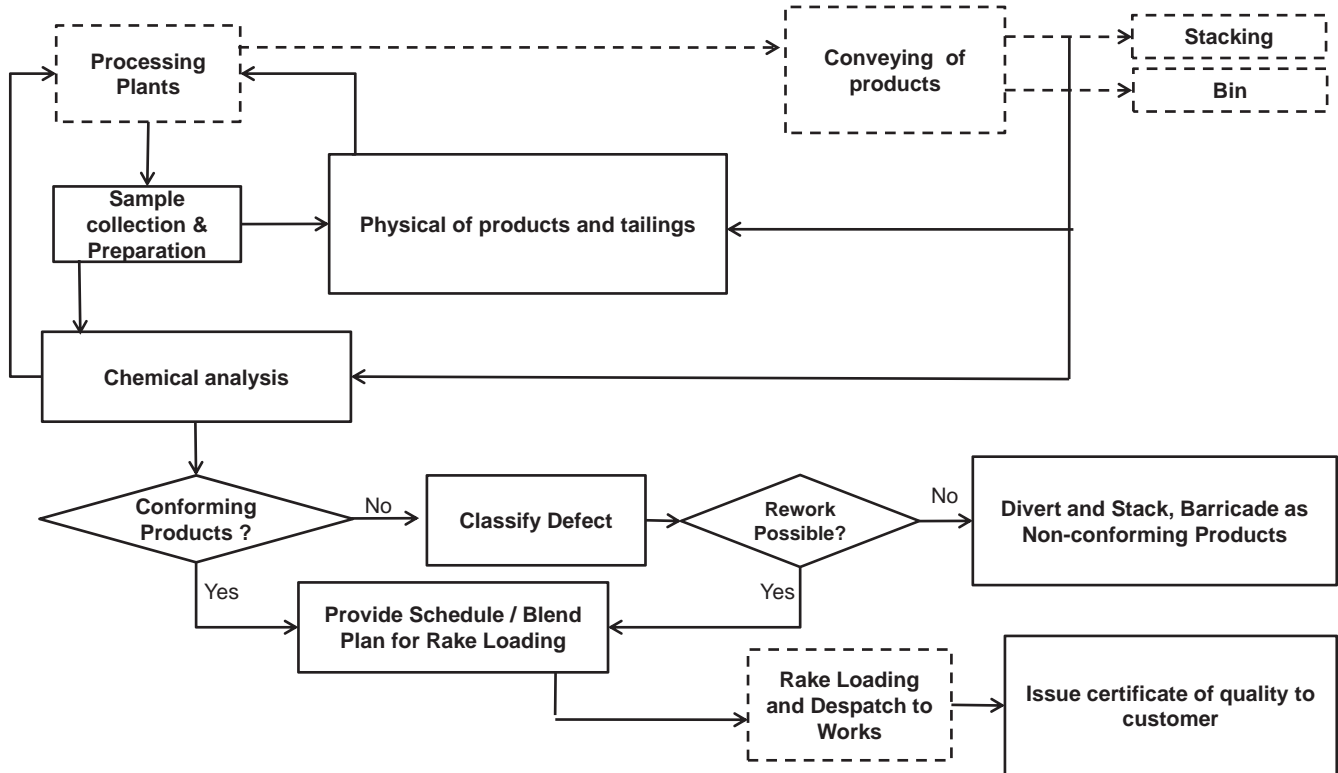 Processing
Plants
Conveying of
products
Stacking
Bin
Sample
collection &
Preparation
Physical of products and tailings
Chemical analysis
Conforming
Products ?
No
Classify Defect
Rework
Possible?
No
Divert and Stack, Barricade as
Non-conforming Products
Yes
Yes
Provide Schedule / Blend
Plan for Rake Loading
Rake Loading
and Despatch to
Works
Issue certificate of quality to
customer